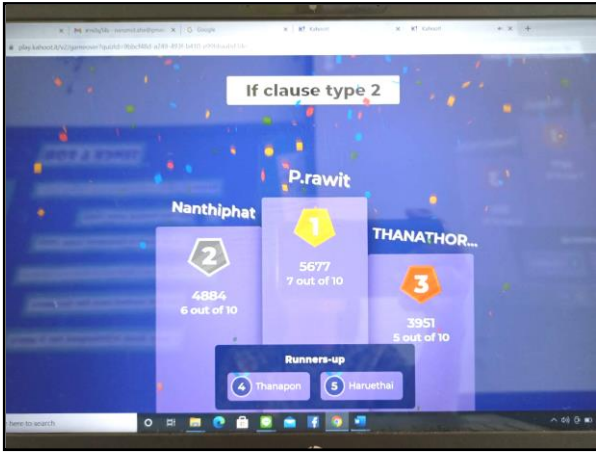 Google
Kahoot!
Kahoot!
If clause type 2
P.rawit
1
5677
7 out of 10
Nanthiphat
2
4884
6 out of 10
THANATHOR...
3
3951
5 out of 10
Runners-up
4 Thanapon
5 Haruethai
here to search